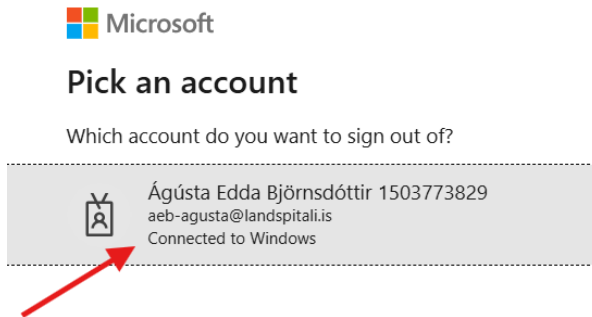 Microsoft
Pick an account
Which account do you want to sign out of?
Ágústa Edda Björnsdóttir 1503773829
aeb-agusta@landspitali.is
Connected to Windows